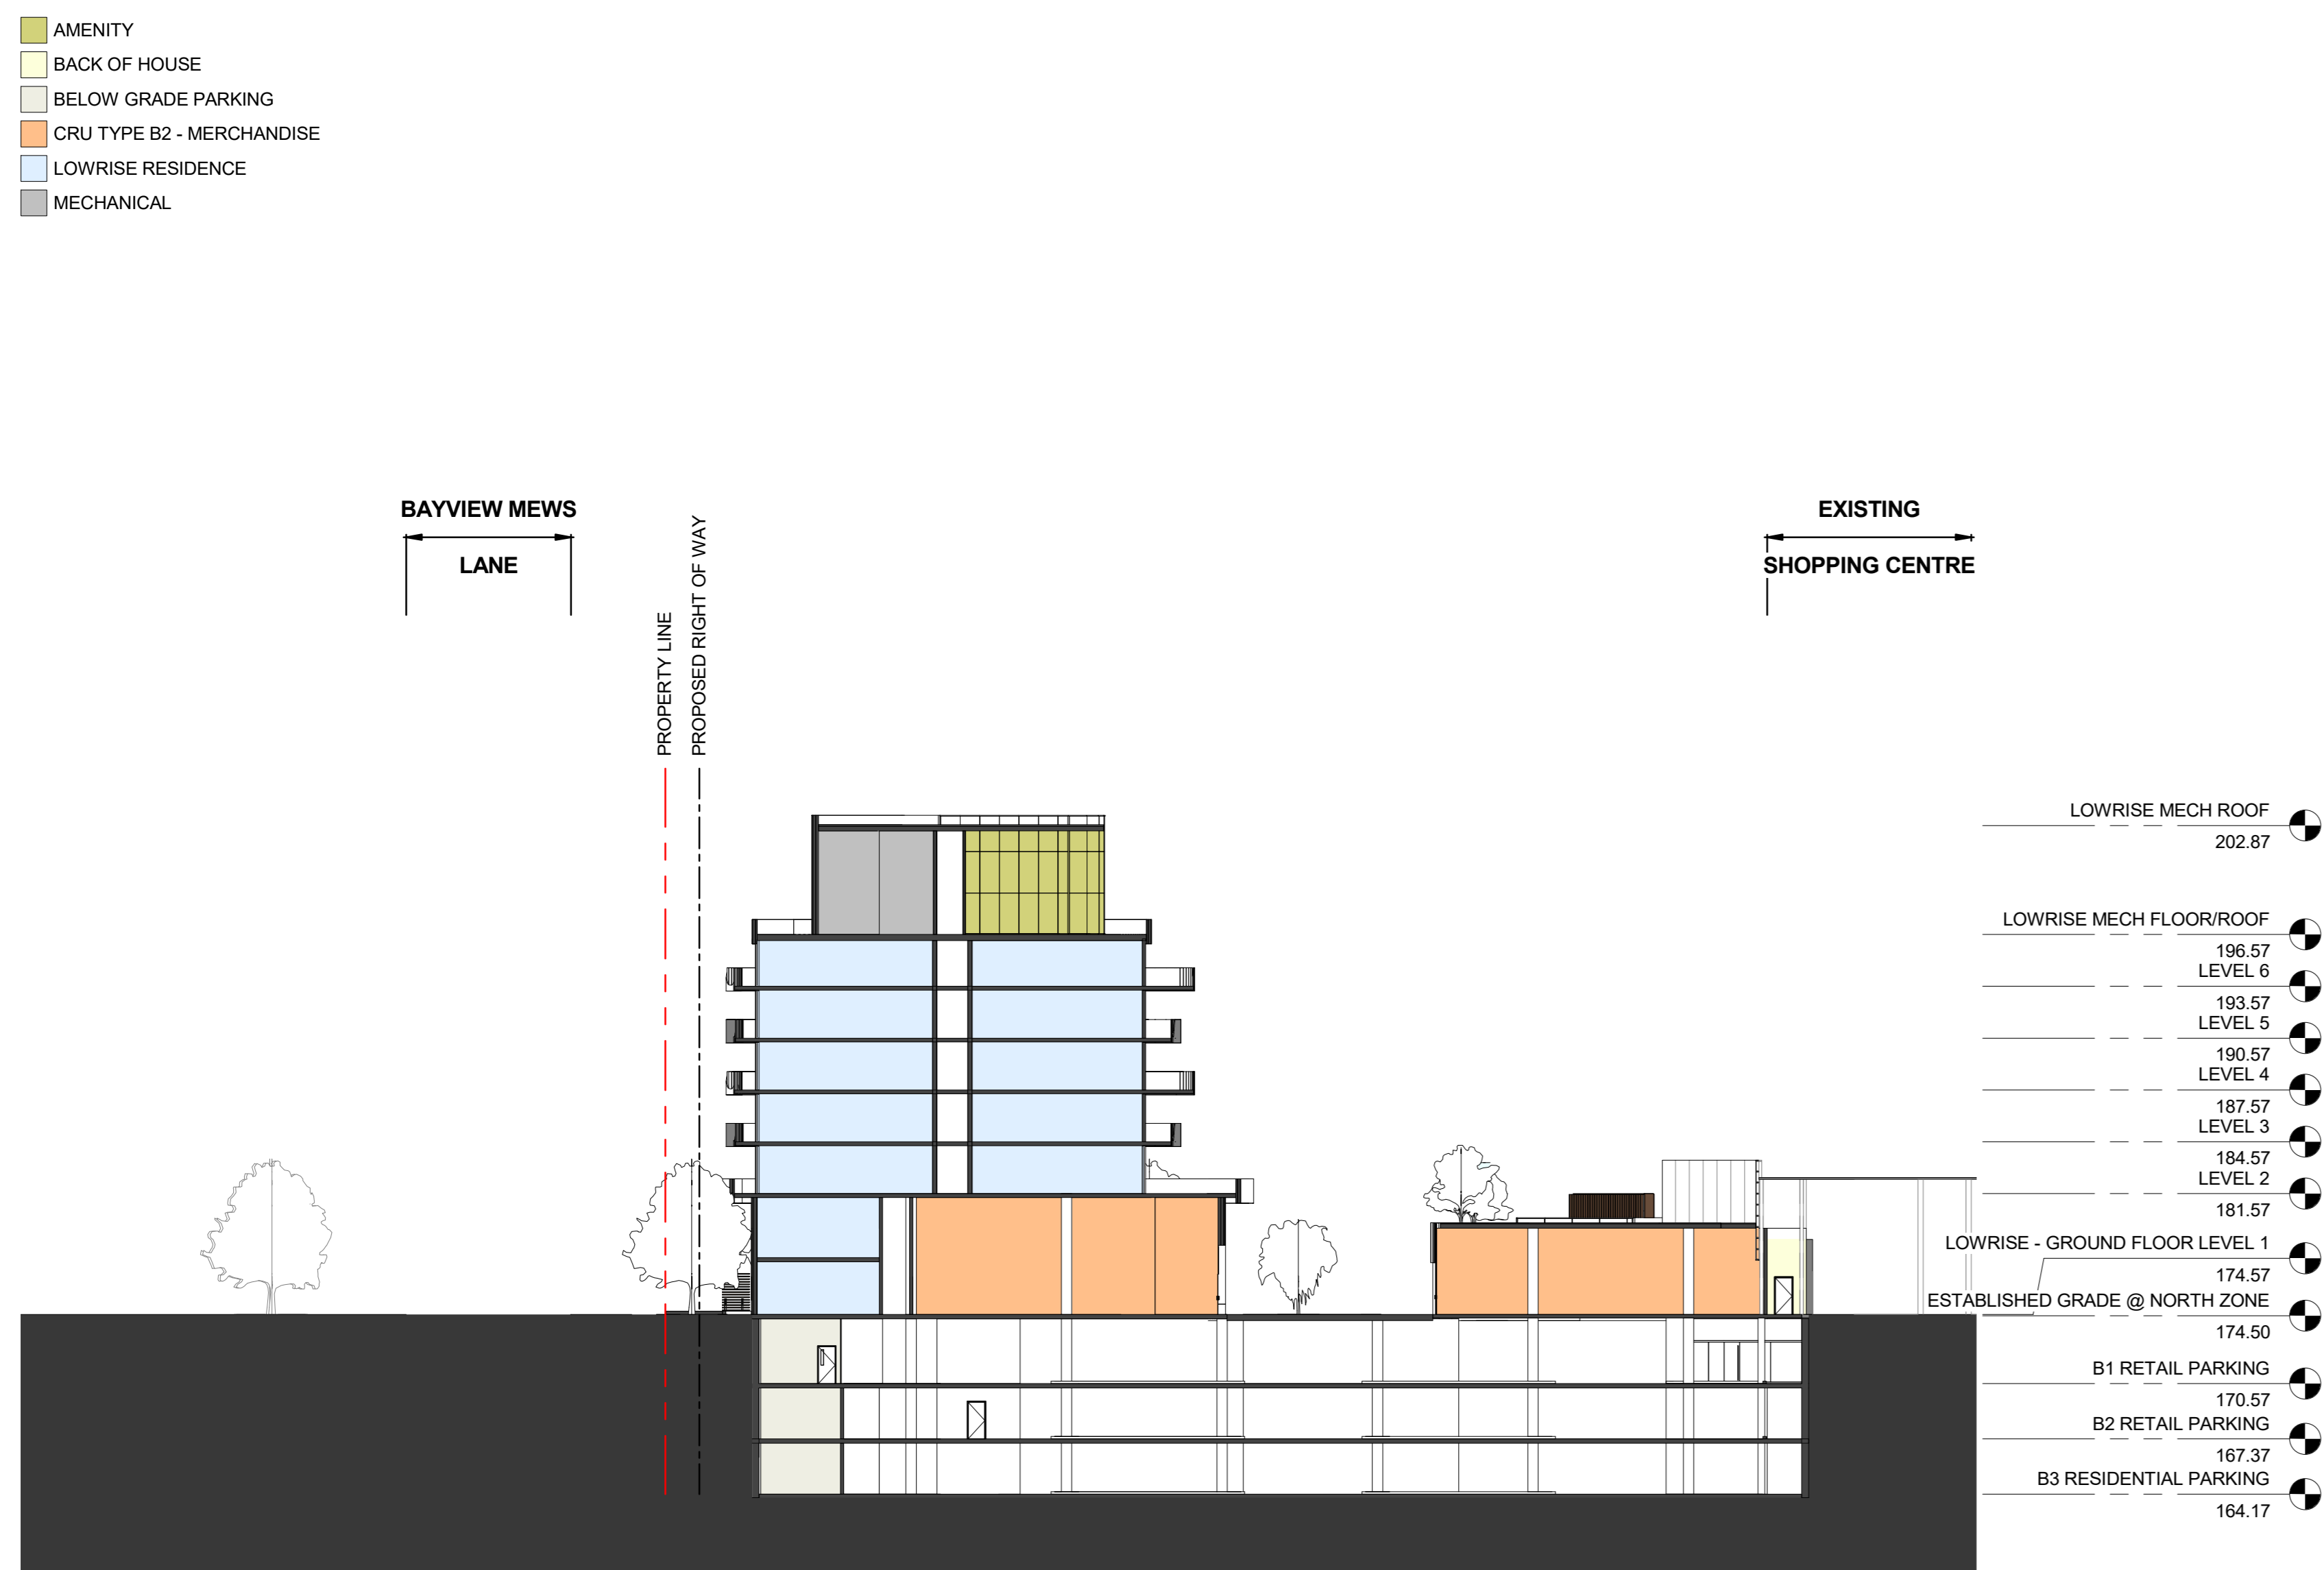 AMENITY
BACK OF HOUSE
BELOW GRADE PARKING
CRU TYPE B2 - MERCHANDISE
LOWRISE RESIDENCE
MECHANICAL
BAYVIEW MEWS
LANE
EXISTING
SHOPPING CENTRE
PROPERTY LINE
PROPOSED RIGHT OF WAY
LOWRISE MECH ROOF
202.87
LOWRISE MECH FLOOR/ROOF
196.57
LEVEL 6
193.57
LEVEL 5
190.57
LEVEL 4
187.57
LEVEL 3
184.57
LEVEL 2
181.57
LOWRISE - GROUND FLOOR LEVEL 1
174.57
ESTABLISHED GRADE @ NORTH ZONE
174.50
B1 RETAIL PARKING
170.57
B2 RETAIL PARKING
167.37
B3 RESIDENTIAL PARKING
164.17